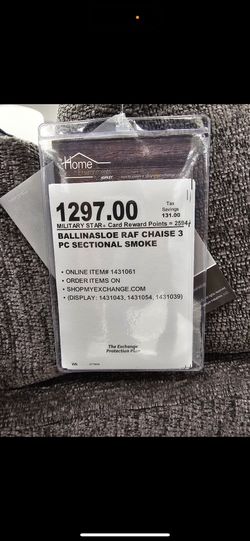 Home
Environments
1297.00
Tax
Savings
131.00
MILITARY STAR® Card Reward Points = 2594
BALLINASLOE RAF CHAISE 3
PC SECTIONAL SMOKE
• ONLINE ITEM# 1431061
• ORDER ITEMS ON
• SHOPMYEXCHANGE.COM
• (DISPLAY: 1431043, 1431054, 1431039)
The Exchange
Protection Plan